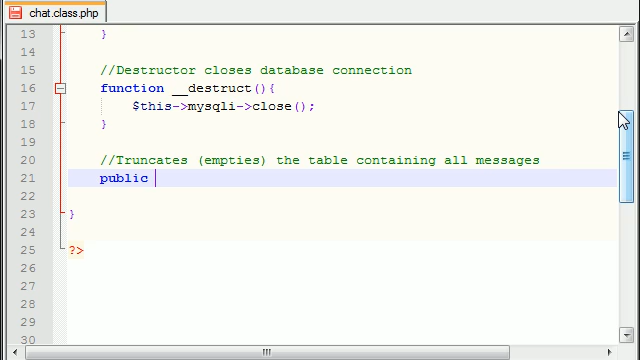 chat.class.php
13 }
14
15 //Destructor closes database connection
16 function __destruct(){
17 $this->mysqli->close();
18 }
19
20 //Truncates (empties) the table containing all messages
21 public
22
23 }
24
25 ?>
26
27
28
29
30